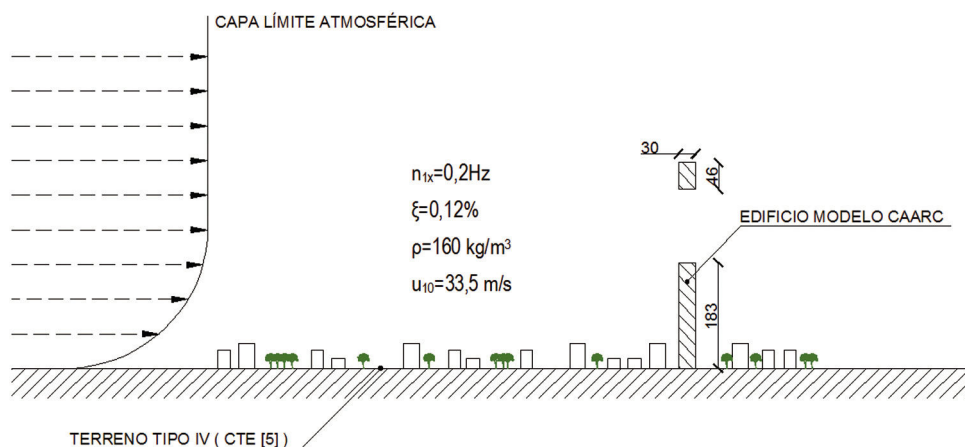 CAPA LÍMITE ATMOSFÉRICA
30
46
n₁ₓ=0,2Hz
ξ=0,12%
ρ=160 kg/m³
u₁₀=33,5 m/s
EDIFICIO MODELO CAARC
183
TERRENO TIPO IV ( CTE [5] )